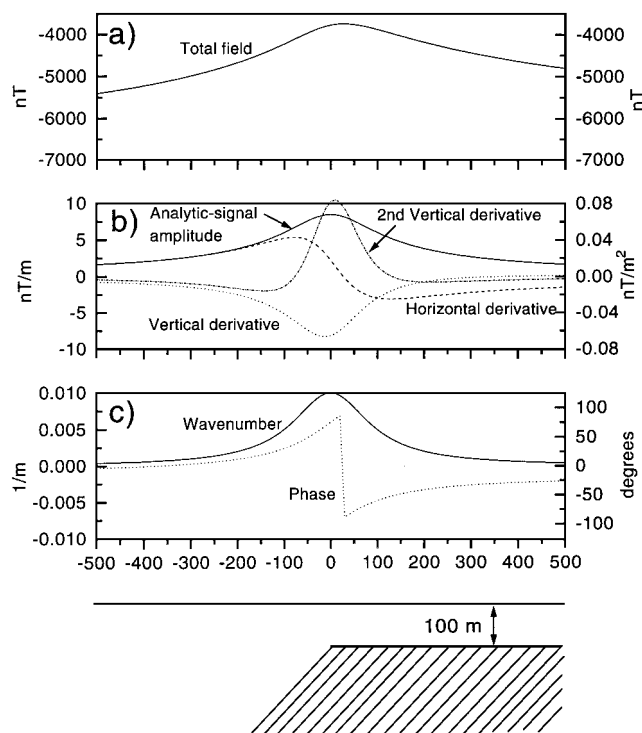 a)
Total field
-4000
-5000
-6000
-7000
nT
-4000
-5000
-6000
-7000
nT
b)
Analytic-signal
amplitude
2nd Vertical derivative
Vertical derivative
Horizontal derivative
10
5
0
-5
-10
nT/m
0.08
0.04
0.00
-0.04
-0.08
nT/m²
c)
Wavenumber
Phase
0.010
0.005
0.000
-0.005
-0.010
1/m
100
50
0
-50
-100
degrees
-500 -400 -300 -200 -100 0 100 200 300 400 500
100 m